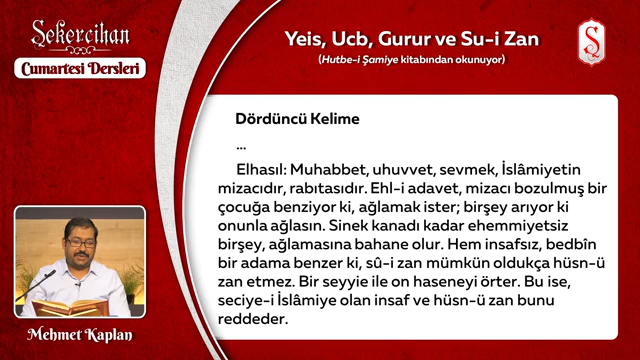 Şekercihan
Cumartesi Dersleri
Yeis, Ucb, Gurur ve Su-i Zan
(Hutbe-i Şamiye kitabından okunuyor)
Ş
Dördüncü Kelime
...
Elhasıl: Muhabbet, uhuvvet, sevmek, İslâmiyetin
mizacıdır, rabıtasıdır. Ehl-i adavet, mizacı bozulmuş bir
çocuğa benziyor ki, ağlamak ister; birşey arıyor ki
onunla ağlasın. Sinek kanadı kadar ehemmiyetsiz
birşey, ağlamasına bahane olur. Hem insafsız, bedbîn
bir adama benzer ki, sû-i zan mümkün oldukça hüsn-ü
zan etmez. Bir seyyie ile on haseneyi örter. Bu ise,
seciye-i İslâmiye olan insaf ve hüsn-ü zan bunu
reddeder.
Mehmet Kaplan